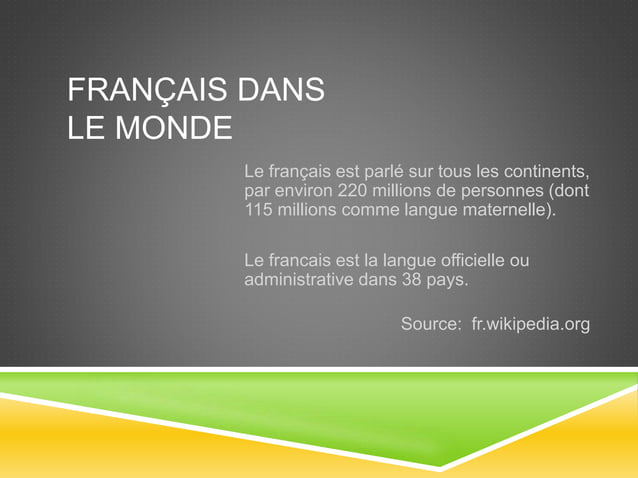 FRANÇAIS DANS
LE MONDE
Le français est parlé sur tous les continents,
par environ 220 millions de personnes (dont
115 millions comme langue maternelle).
Le francais est la langue officielle ou
administrative dans 38 pays.
Source: fr.wikipedia.org